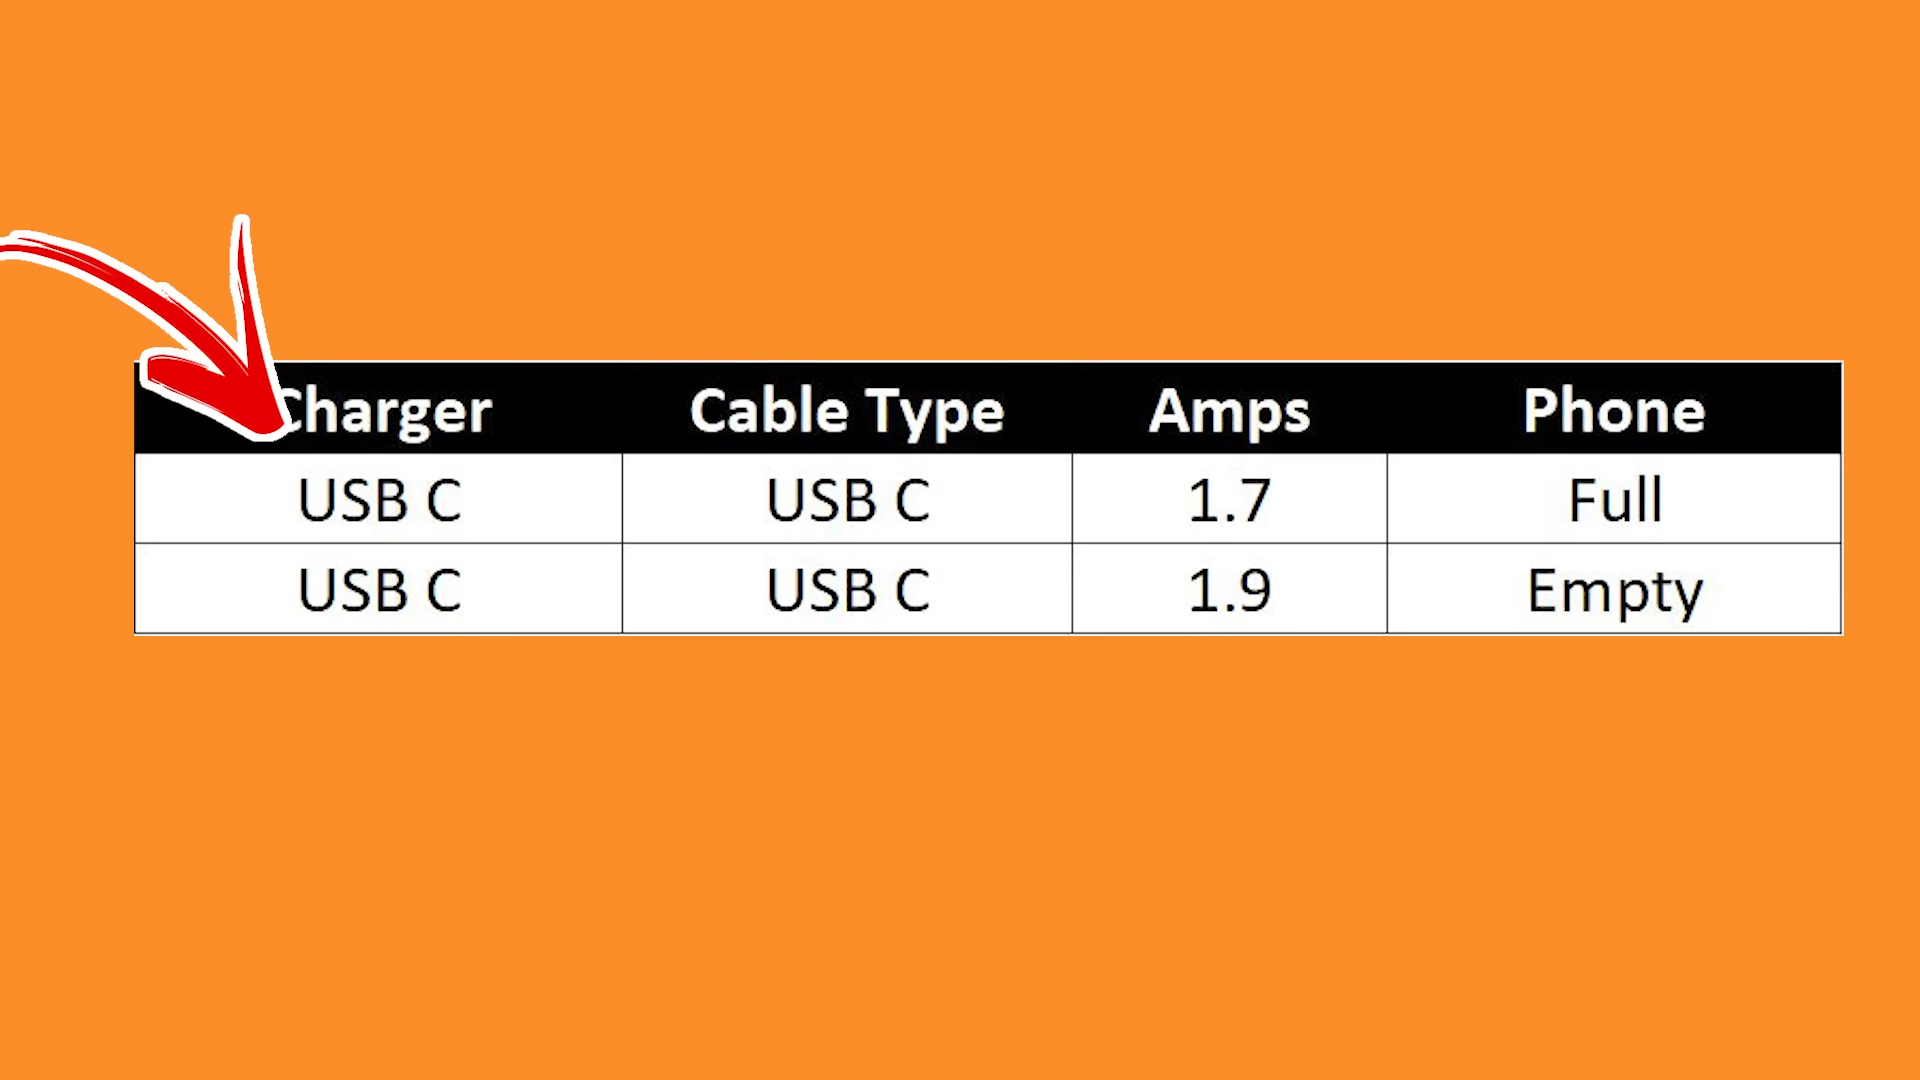 Charger Cable Type Amps Phone
USB C USB C 1.7 Full
USB C USB C 1.9 Empty